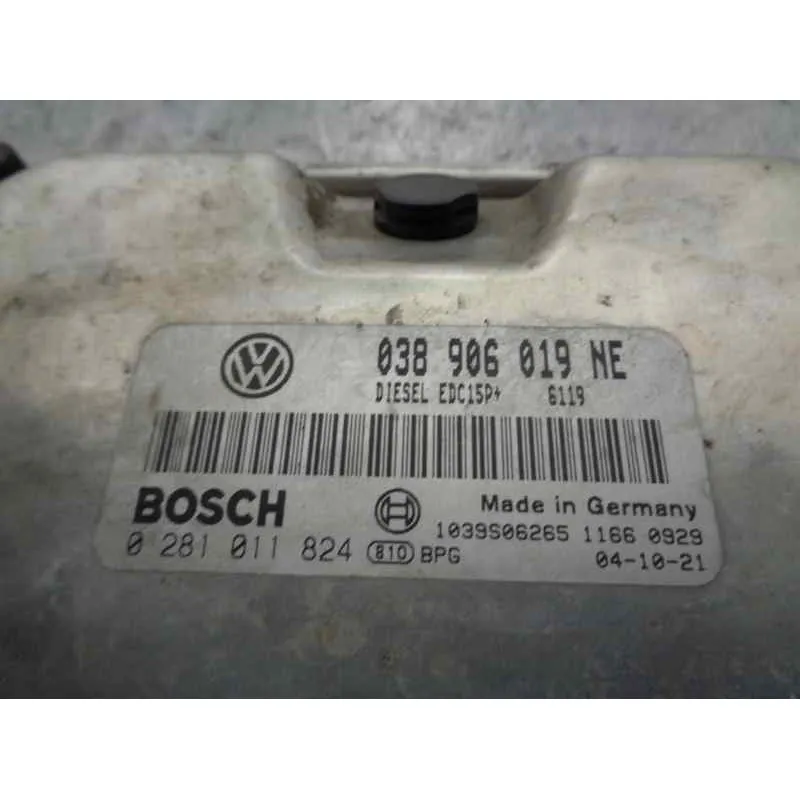 038 906 019 NE
DIESEL EDC15P+ 6119
BOSCH
Made in Germany
0 281 011 824 810 BPG
1039S06265 1166 0929
04-10-21